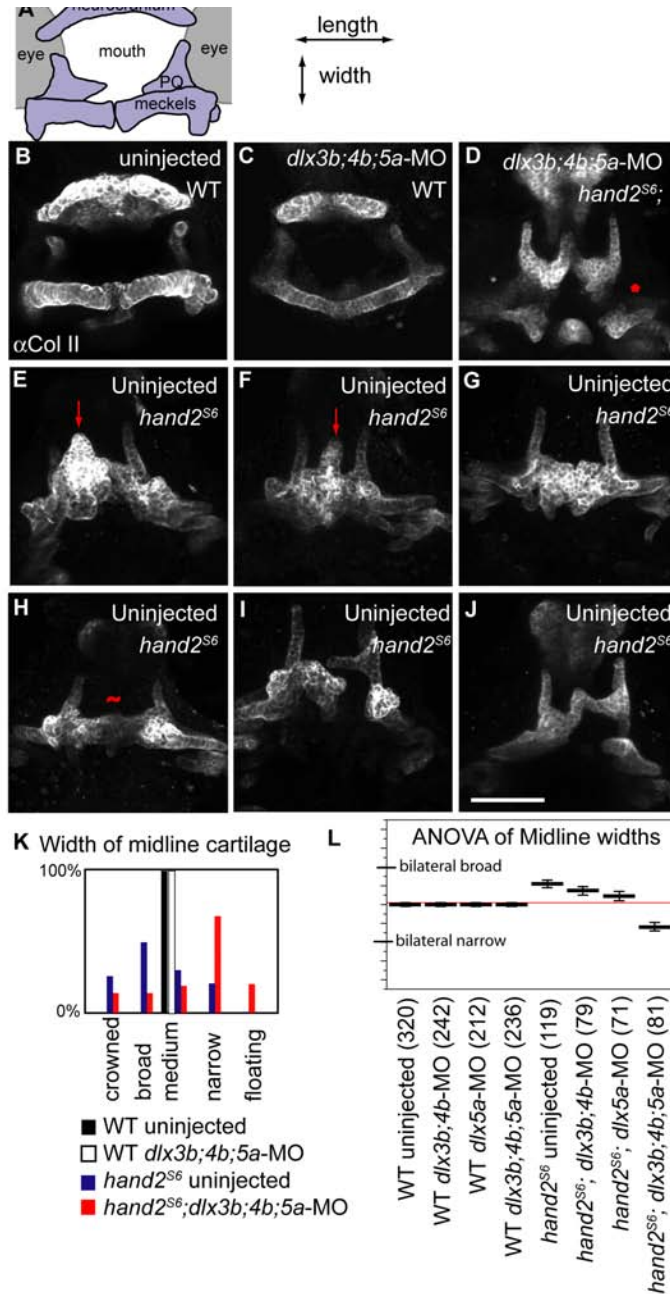 A
neurocranium
eye
mouth
eye
PQ
meckels
length
width
B
uninjected
WT
αCol II
C
dlx3b;4b;5a-MO
WT
D
dlx3b;4b;5a-MO
hand2S6;
*
E
Uninjected
hand2S6
F
Uninjected
hand2S6
G
Uninjected
hand2S6
H
Uninjected
hand2S6
~
I
Uninjected
hand2S6
J
Uninjected
hand2S6
K
Width of midline cartilage
100%
0%
crowned
broad
medium
narrow
floating
WT uninjected
WT dlx3b;4b;5a-MO
hand2S6 uninjected
hand2S6;dlx3b;4b;5a-MO
L
ANOVA of Midline widths
bilateral broad
bilateral narrow
WT uninjected (320)
WT dlx3b;4b-MO (242)
WT dlx5a-MO (212)
WT dlx3b;4b;5a-MO (236)
hand2S6 uninjected (119)
hand2S6; dlx3b;4b-MO (79)
hand2S6; dlx5a-MO (71)
hand2S6; dlx3b;4b;5a-MO (81)